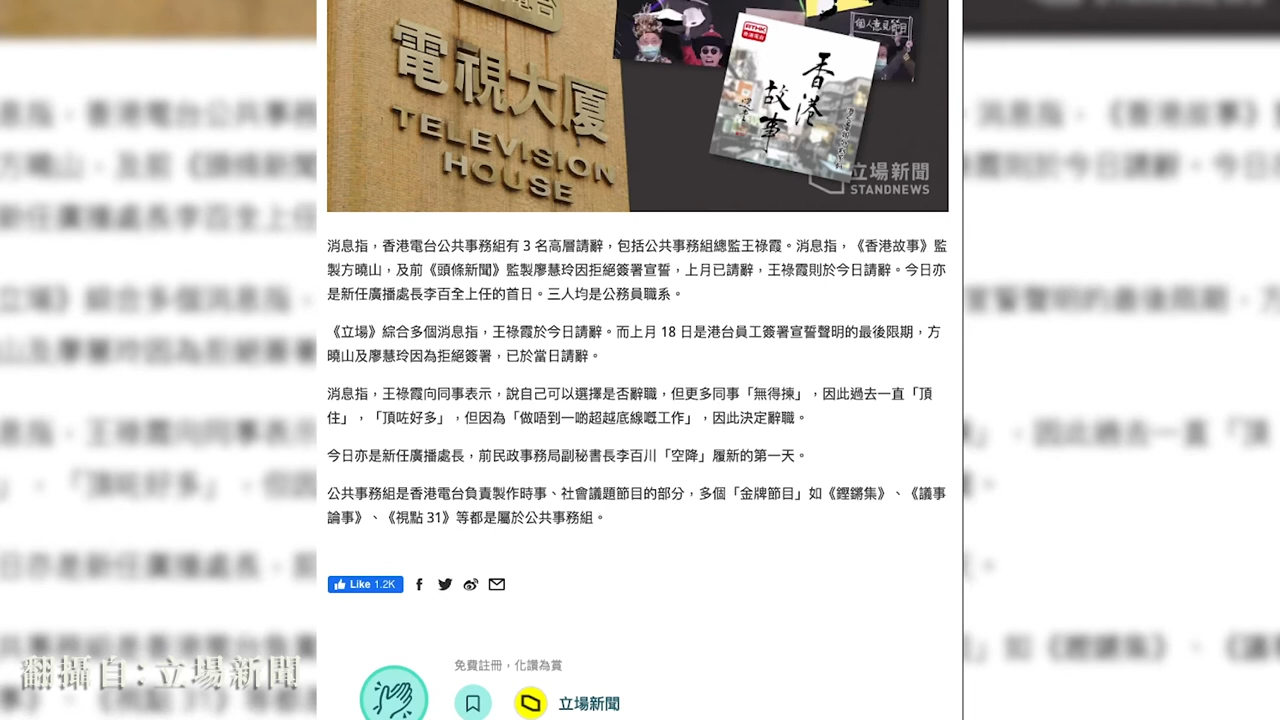 電視大廈
TELEVISION
HOUSE
RTHK
香港電台
香港
故事
個人意見節目
立場新聞
STANDNEWS
消息指，香港電台公共事務組有 3 名高層請辭，包括公共事務組總監王祿霞。消息指，《香港故事》監
製方曉山，及前《頭條新聞》監製廖慧玲因拒絕簽署宣誓，上月已請辭，王祿霞則於今日請辭。今日亦
是新任廣播處長李百全上任的首日。三人均是公務員職系。
《立場》綜合多個消息指，王祿霞於今日請辭。而上月 18 日是港台員工簽署宣誓聲明的最後限期，方
曉山及廖慧玲因為拒絕簽署，已於當日請辭。
消息指，王祿霞向同事表示，說自己可以選擇是否辭職，但更多同事「無得揀」，因此過去一直「頂
住」，「頂咗好多」，但因為「做唔到一啲超越底線嘅工作」，因此決定辭職。
今日亦是新任廣播處長，前民政事務局副秘書長李百川「空降」履新的第一天。
公共事務組是香港電台負責製作時事、社會議題節目的部分，多個「金牌節目」如《鏗鏘集》、《議事
論事》、《視點 31》等都是屬於公共事務組。
Like 1.2K
免費註冊，化讚為賞
立場新聞
翻攝自:立場新聞